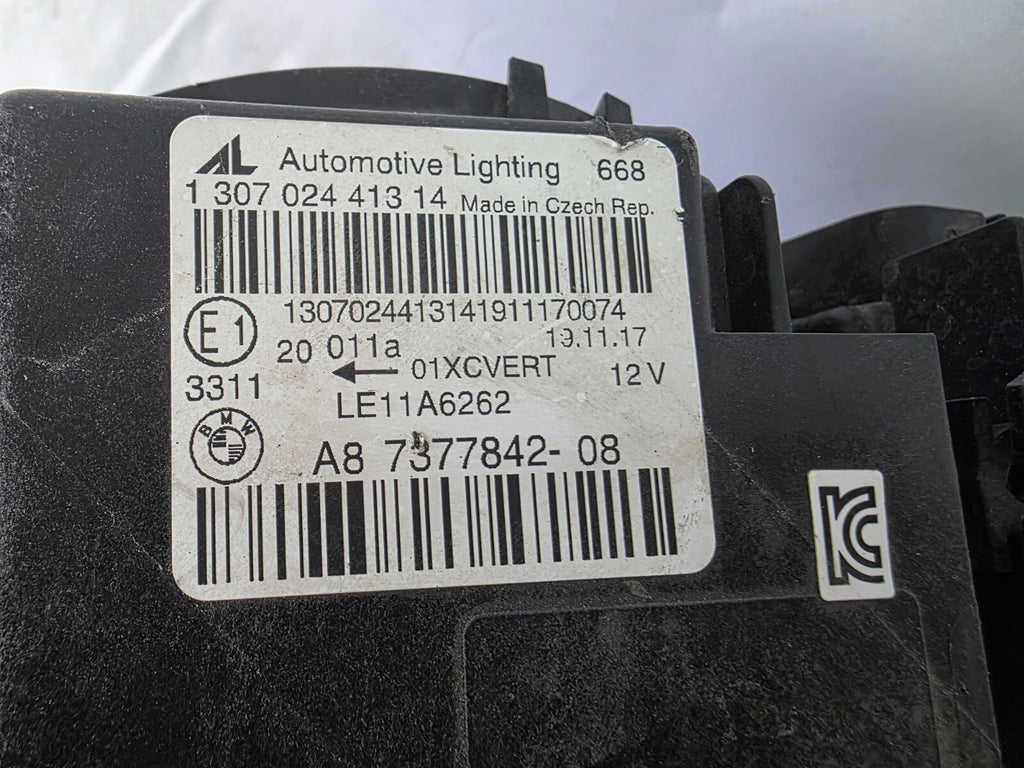 AL Automotive Lighting 668
1 307 024 413 14 Made in Czech Rep.
1307024413141911170074
E1 19.11.17
20 011a
01XCVERT 12 V
3311
LE11A6262
BMW
A8 7377842- 08
KC